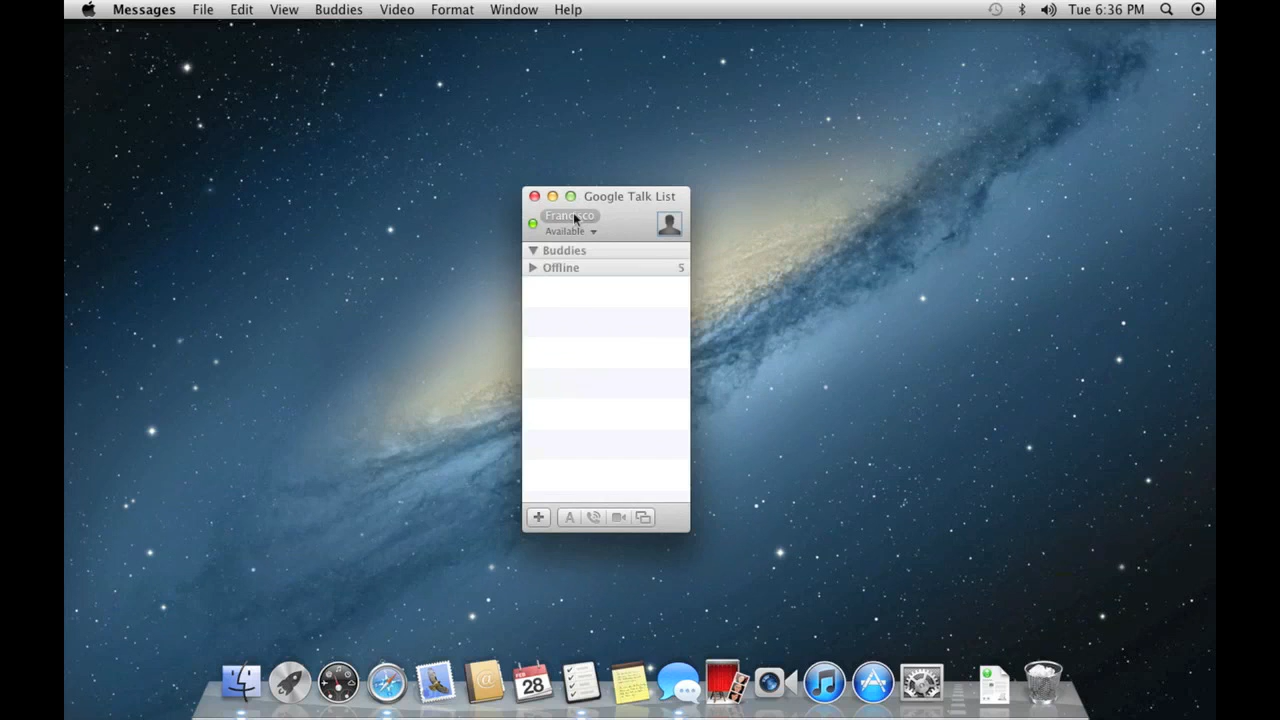 Messages File Edit View Buddies Video Format Window Help Tue 6:36 PM
Google Talk List
Francisco
Available
Buddies
Offline 5
A
FEB
28